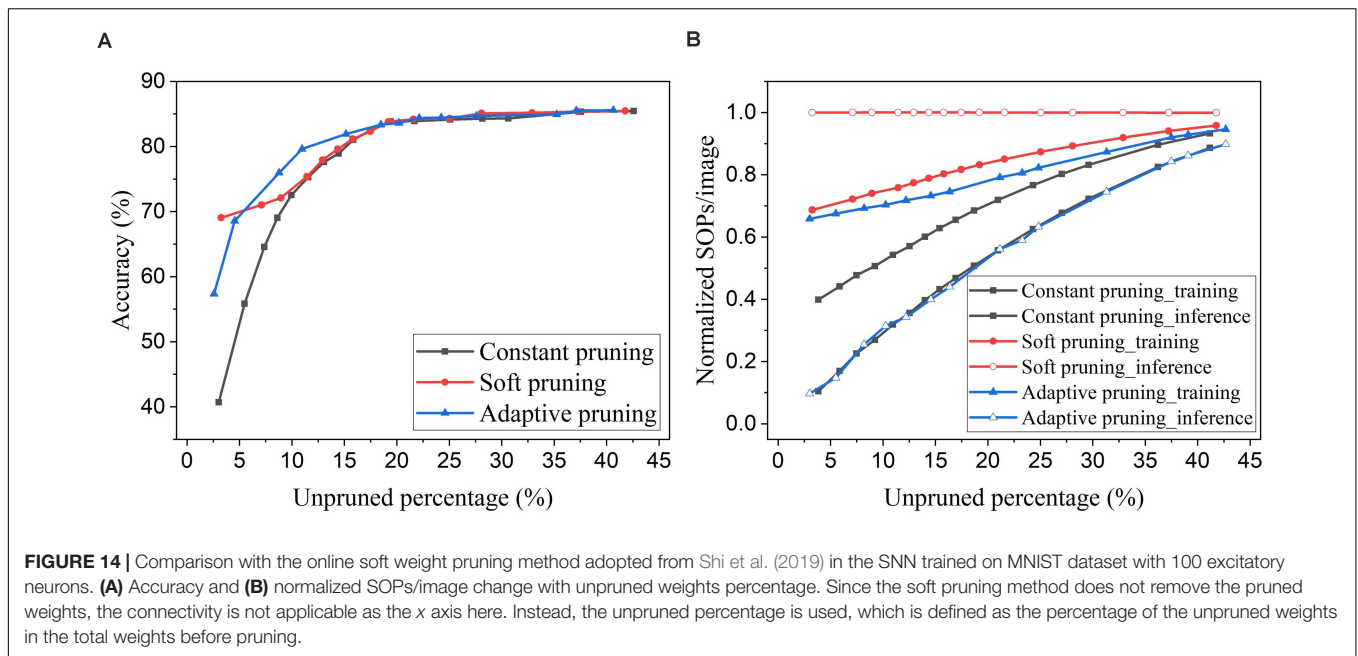 A
90
80
70
60
50
40
Accuracy (%)
0 5 10 15 20 25 30 35 40 45
Unpruned percentage (%)
Constant pruning
Soft pruning
Adaptive pruning
B
1.0
0.8
0.6
0.4
0.2
0.0
Normalized SOPs/image
0 5 10 15 20 25 30 35 40 45
Unpruned percentage (%)
Constant pruning_training
Constant pruning_inference
Soft pruning_training
Soft pruning_inference
Adaptive pruning_training
Adaptive pruning_inference
FIGURE 14 | Comparison with the online soft weight pruning method adopted from Shi et al. (2019) in the SNN trained on MNIST dataset with 100 excitatory
neurons. (A) Accuracy and (B) normalized SOPs/image change with unpruned weights percentage. Since the soft pruning method does not remove the pruned
weights, the connectivity is not applicable as the x axis here. Instead, the unpruned percentage is used, which is defined as the percentage of the unpruned weights
in the total weights before pruning.